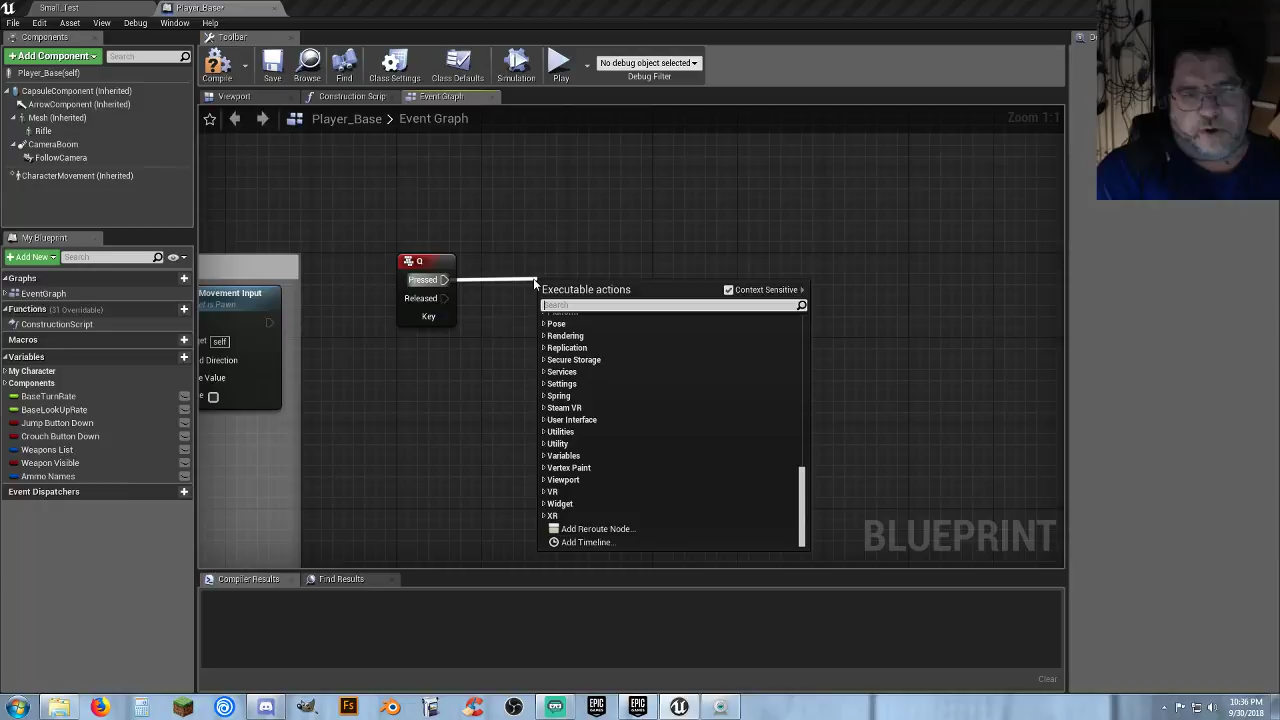 Small_Test
Player_Base*
File Edit Asset View Debug Window Help
Components
Toolbar
+ Add Component
Search
Compile
Save
Browse
Find
Class Settings
Class Defaults
Simulation
Play
No debug object selected
Debug Filter
Player_Base(self)
CapsuleComponent (Inherited)
ArrowComponent (Inherited)
Mesh (Inherited)
Rifle
CameraBoom
FollowCamera
CharacterMovement (Inherited)
Viewport
Construction Scrip
Event Graph
Player_Base > Event Graph
Zoom 1:1
My Blueprint
+ Add New
Search
Graphs
EventGraph
Functions (31 Overridable)
ConstructionScript
Macros
Variables
My Character
Components
BaseTurnRate
BaseLookUpRate
Jump Button Down
Crouch Button Down
Weapons List
Weapon Visible
Ammo Names
Event Dispatchers
Movement Input
self
Direction
Value
Q
Pressed
Released
Key
Executable actions
Context Sensitive
Search
Pose
Rendering
Replication
Secure Storage
Services
Settings
Spring
Steam VR
User Interface
Utilities
Utility
Variables
Vertex Paint
Viewport
VR
Widget
XR
Add Reroute Node...
Add Timeline...
BLUEPRINT
Compiler Results
Find Results
Clear
Fs
EPIC GAMES
EPIC GAMES
10:36 PM
9/30/2018